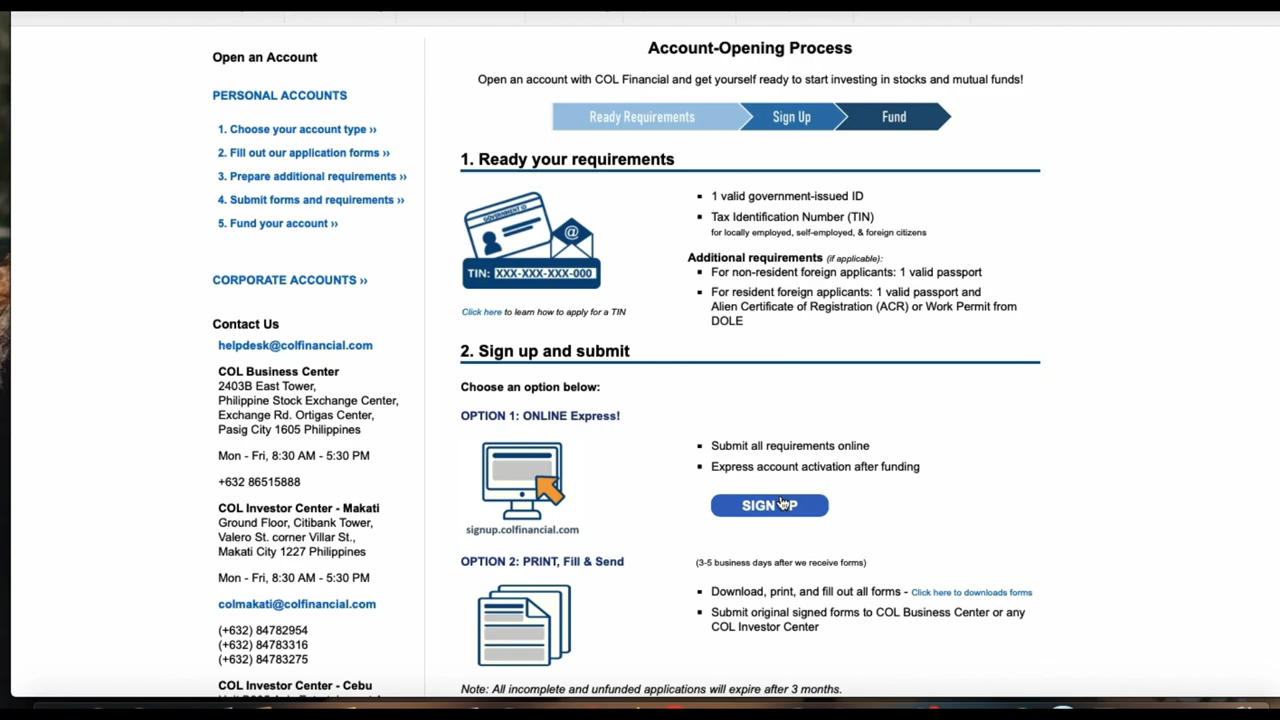 Open an Account
PERSONAL ACCOUNTS
1. Choose your account type ››
2. Fill out our application forms ››
3. Prepare additional requirements ››
4. Submit forms and requirements ››
5. Fund your account ››
CORPORATE ACCOUNTS ››
Contact Us
helpdesk@colfinancial.com
COL Business Center
2403B East Tower,
Philippine Stock Exchange Center,
Exchange Rd. Ortigas Center,
Pasig City 1605 Philippines
Mon - Fri, 8:30 AM - 5:30 PM
+632 86515888
COL Investor Center - Makati
Ground Floor, Citibank Tower,
Valero St. corner Villar St.,
Makati City 1227 Philippines
Mon - Fri, 8:30 AM - 5:30 PM
colmakati@colfinancial.com
(+632) 84782954
(+632) 84783316
(+632) 84783275
COL Investor Center - Cebu
Account-Opening Process
Open an account with COL Financial and get yourself ready to start investing in stocks and mutual funds!
Ready Requirements Sign Up Fund
1. Ready your requirements
GOVERNMENT ID
@
TIN: XXX-XXX-XXX-000
Click here to learn how to apply for a TIN
▪ 1 valid government-issued ID
▪ Tax Identification Number (TIN)
for locally employed, self-employed, & foreign citizens
Additional requirements (if applicable):
▪ For non-resident foreign applicants: 1 valid passport
▪ For resident foreign applicants: 1 valid passport and
Alien Certificate of Registration (ACR) or Work Permit from
DOLE
2. Sign up and submit
Choose an option below:
OPTION 1: ONLINE Express!
signup.colfinancial.com
▪ Submit all requirements online
▪ Express account activation after funding
SIGN UP
OPTION 2: PRINT, Fill & Send (3-5 business days after we receive forms)
▪ Download, print, and fill out all forms - Click here to downloads forms
▪ Submit original signed forms to COL Business Center or any
COL Investor Center
Note: All incomplete and unfunded applications will expire after 3 months.